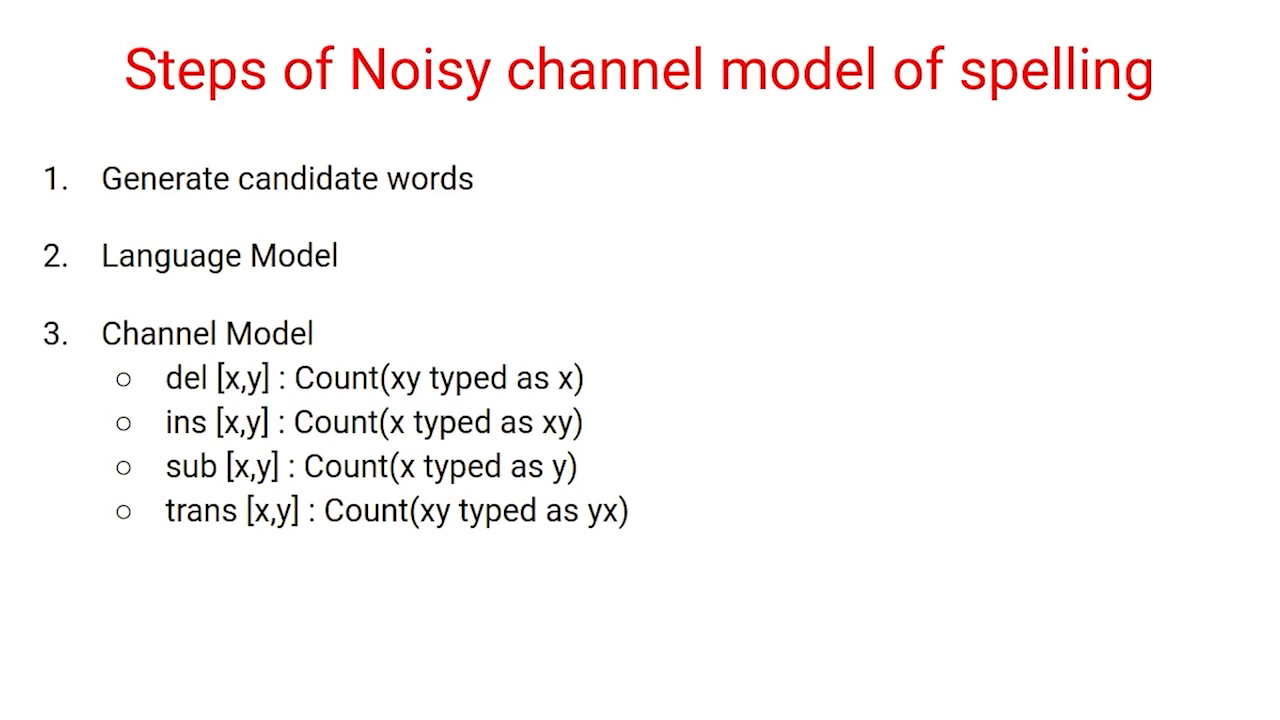 Steps of Noisy channel model of spelling
1. Generate candidate words
2. Language Model
3. Channel Model
○ del [x,y] : Count(xy typed as x)
○ ins [x,y] : Count(x typed as xy)
○ sub [x,y] : Count(x typed as y)
○ trans [x,y] : Count(xy typed as yx)